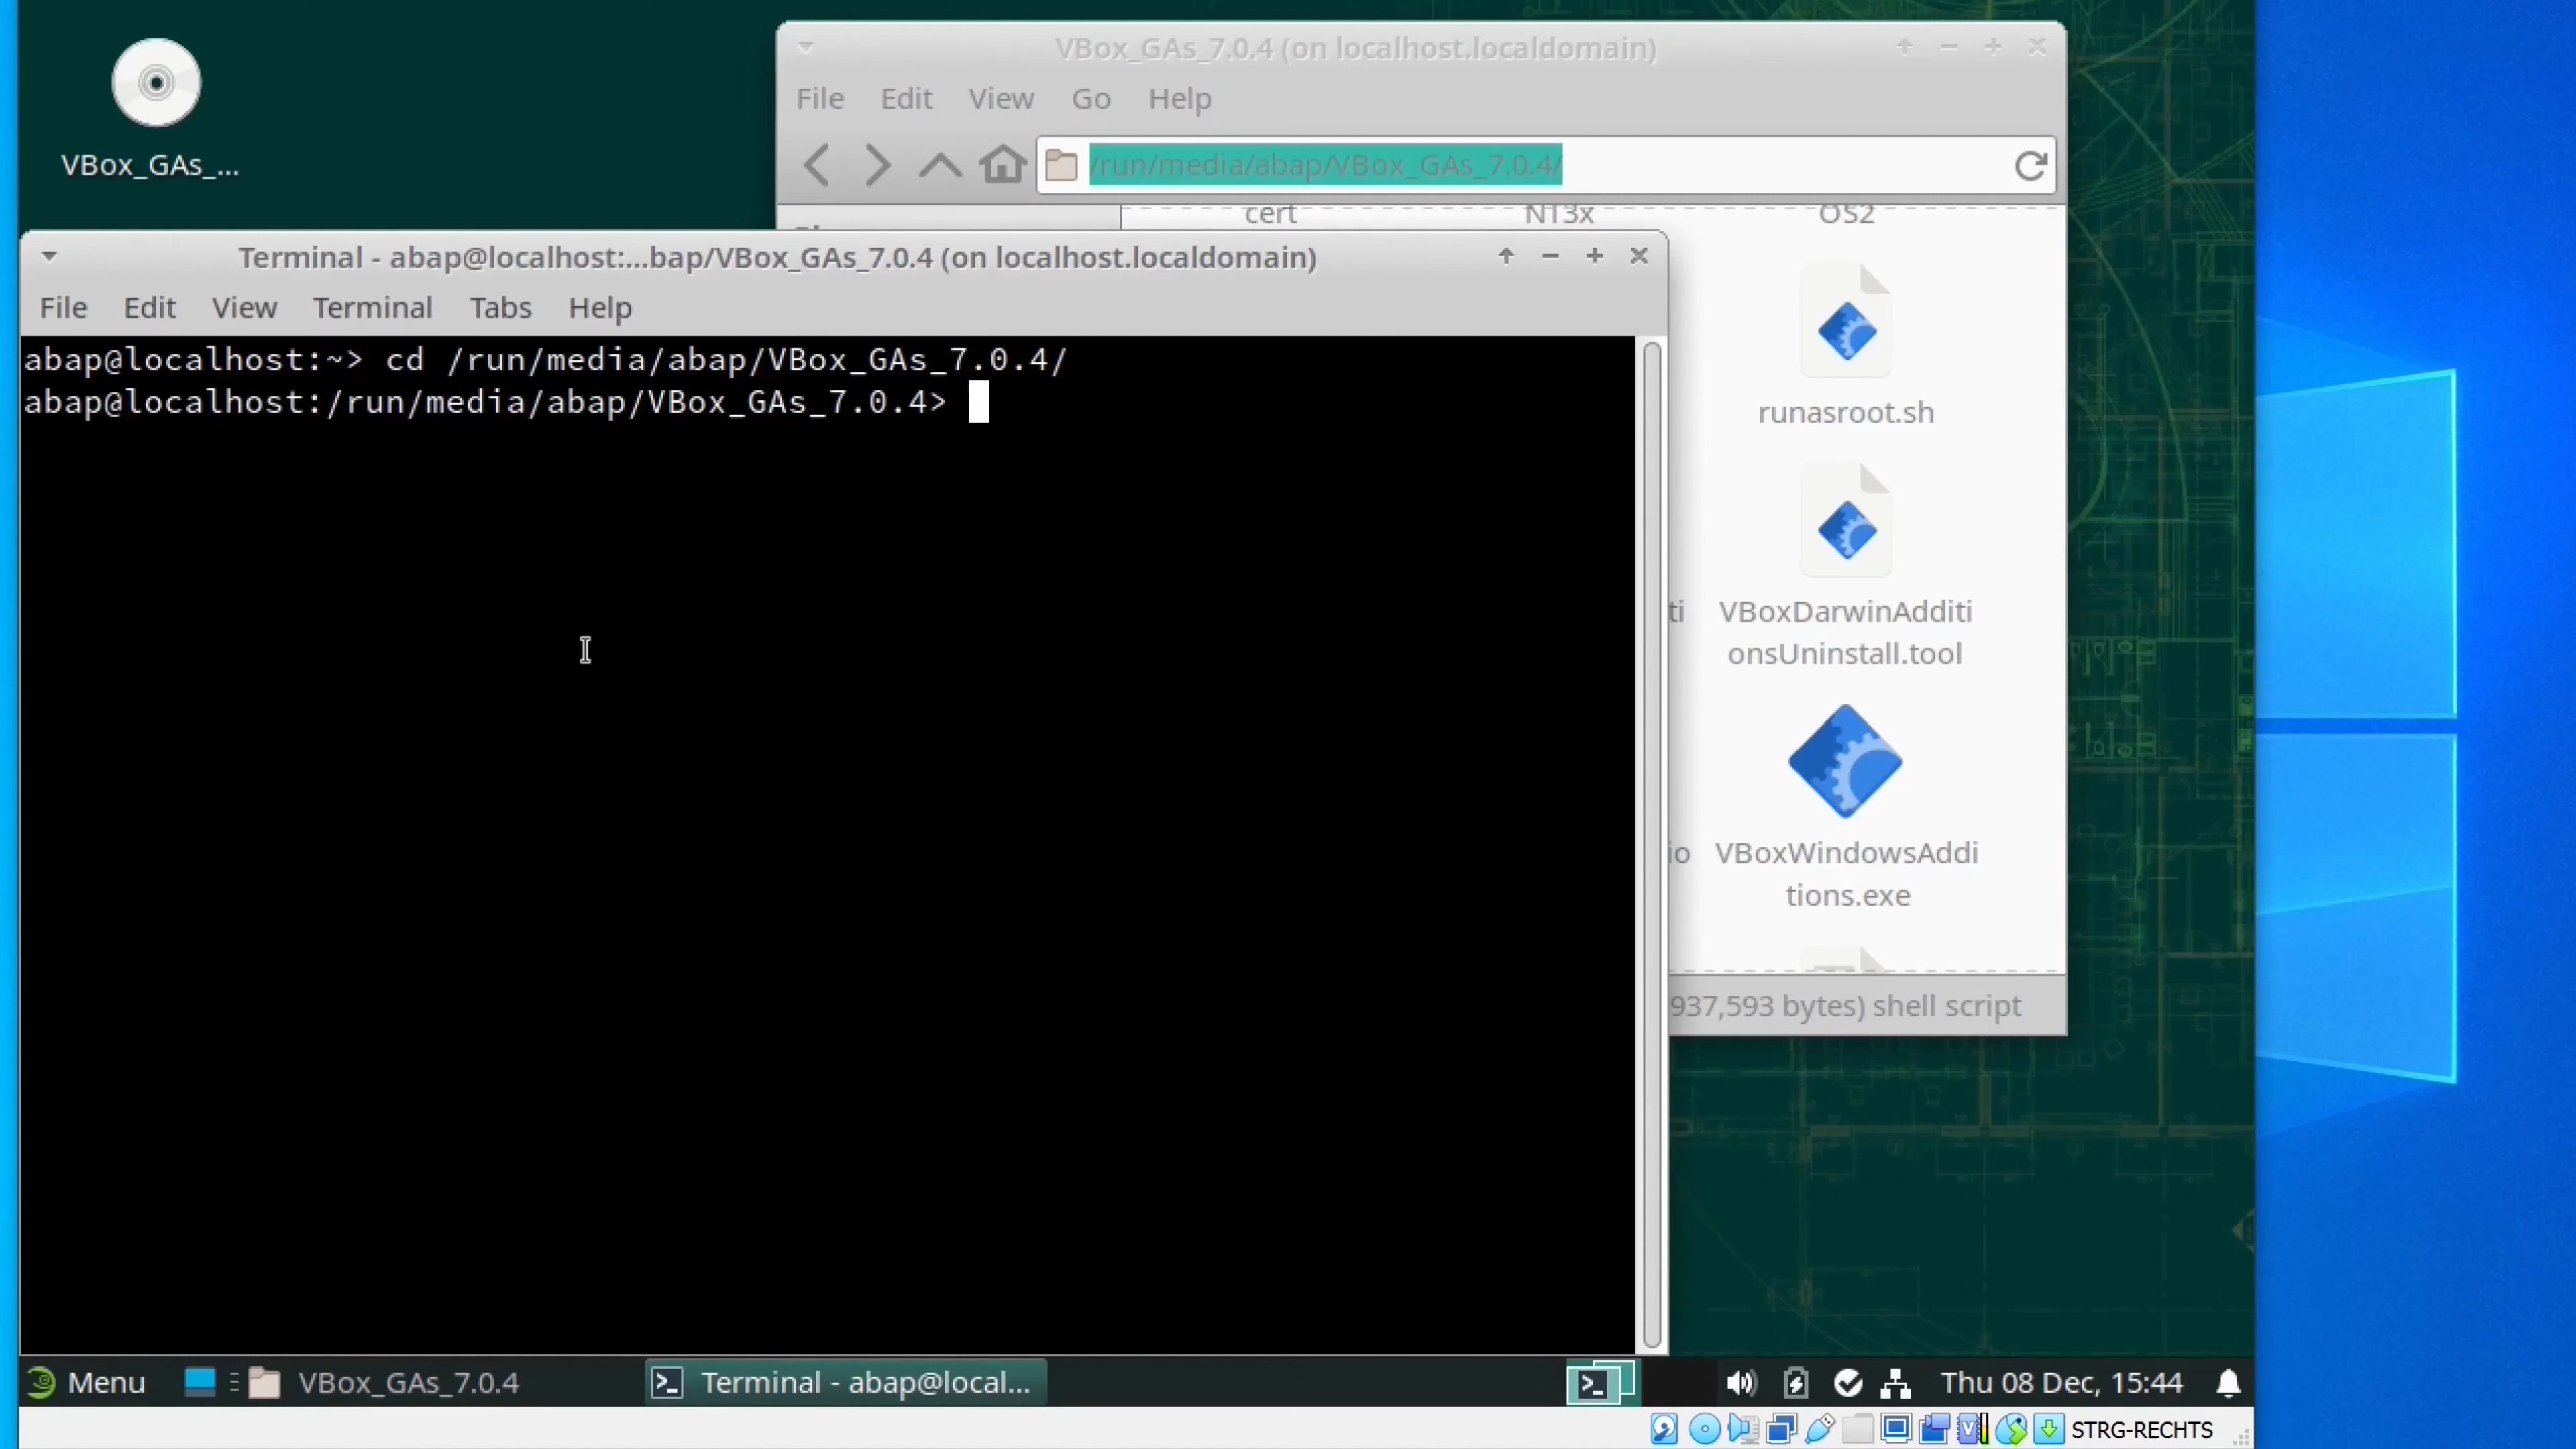 VBox_GAs_...
VBox_GAs_7.0.4 (on localhost.localdomain)
File Edit View Go Help
/run/media/abap/VBox_GAs_7.0.4/
cert NT3x OS2
Terminal - abap@localhost:...bap/VBox_GAs_7.0.4 (on localhost.localdomain)
File Edit View Terminal Tabs Help
abap@localhost:~> cd /run/media/abap/VBox_GAs_7.0.4/
abap@localhost:/run/media/abap/VBox_GAs_7.0.4>
runasroot.sh
ti VBoxDarwinAdditi
onsUninstall.tool
io VBoxWindowsAddi
tions.exe
937,593 bytes) shell script
Menu VBox_GAs_7.0.4 Terminal - abap@local... Thu 08 Dec, 15:44
STRG-RECHTS